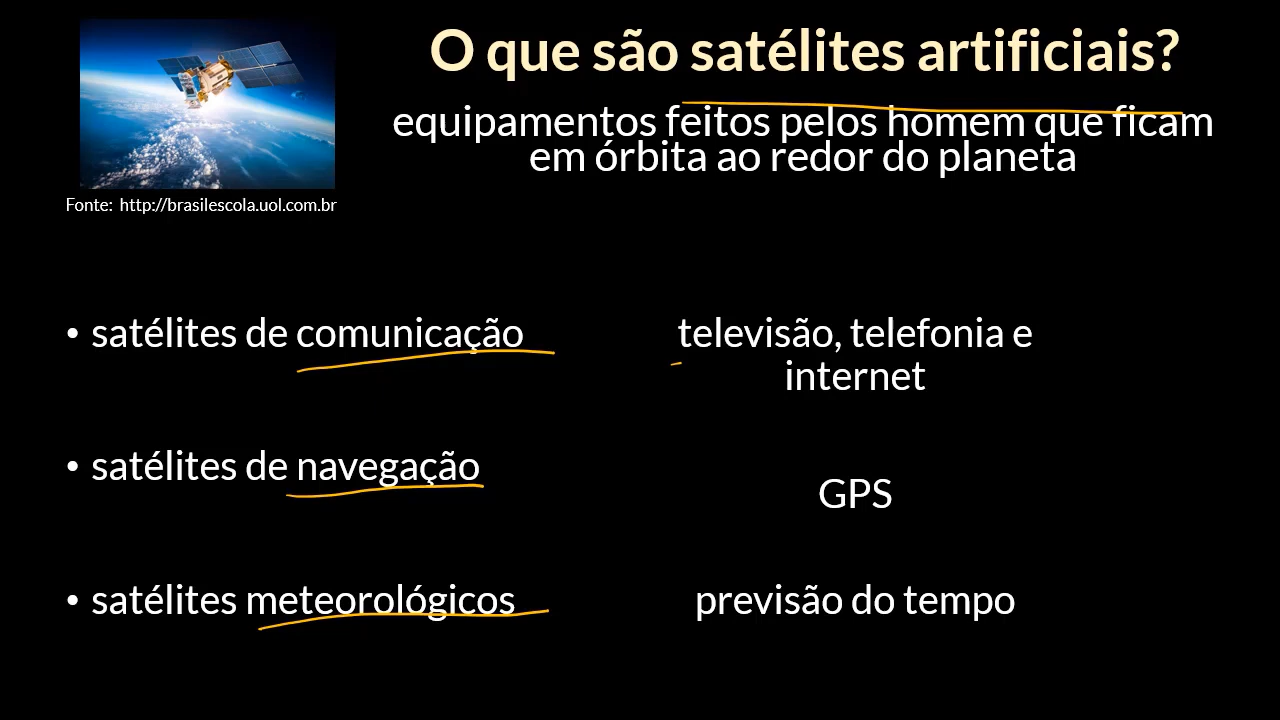 O que são satélites artificiais?
equipamentos feitos pelos homem que ficam
em órbita ao redor do planeta
Fonte: http://brasilescola.uol.com.br
• satélites de comunicação
televisão, telefonia e
internet
• satélites de navegação
GPS
• satélites meteorológicos
previsão do tempo